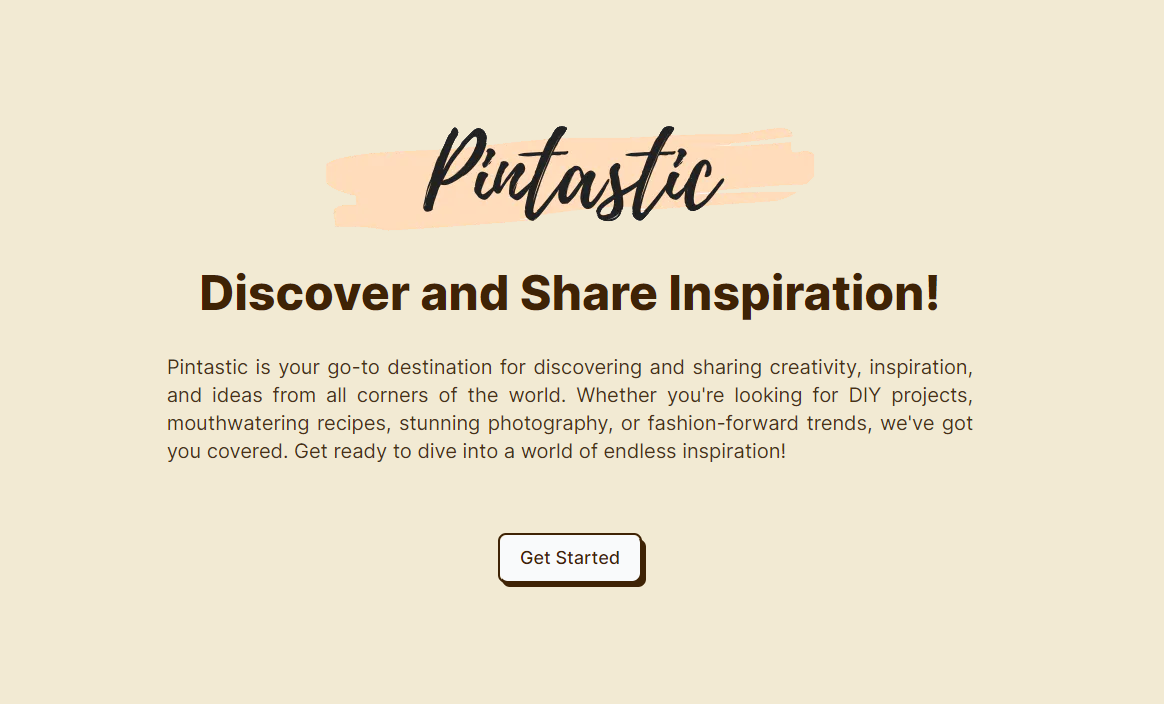 Pintastic
Discover and Share Inspiration!
Pintastic is your go-to destination for discovering and sharing creativity, inspiration,
and ideas from all corners of the world. Whether you're looking for DIY projects,
mouthwatering recipes, stunning photography, or fashion-forward trends, we've got
you covered. Get ready to dive into a world of endless inspiration!
Get Started